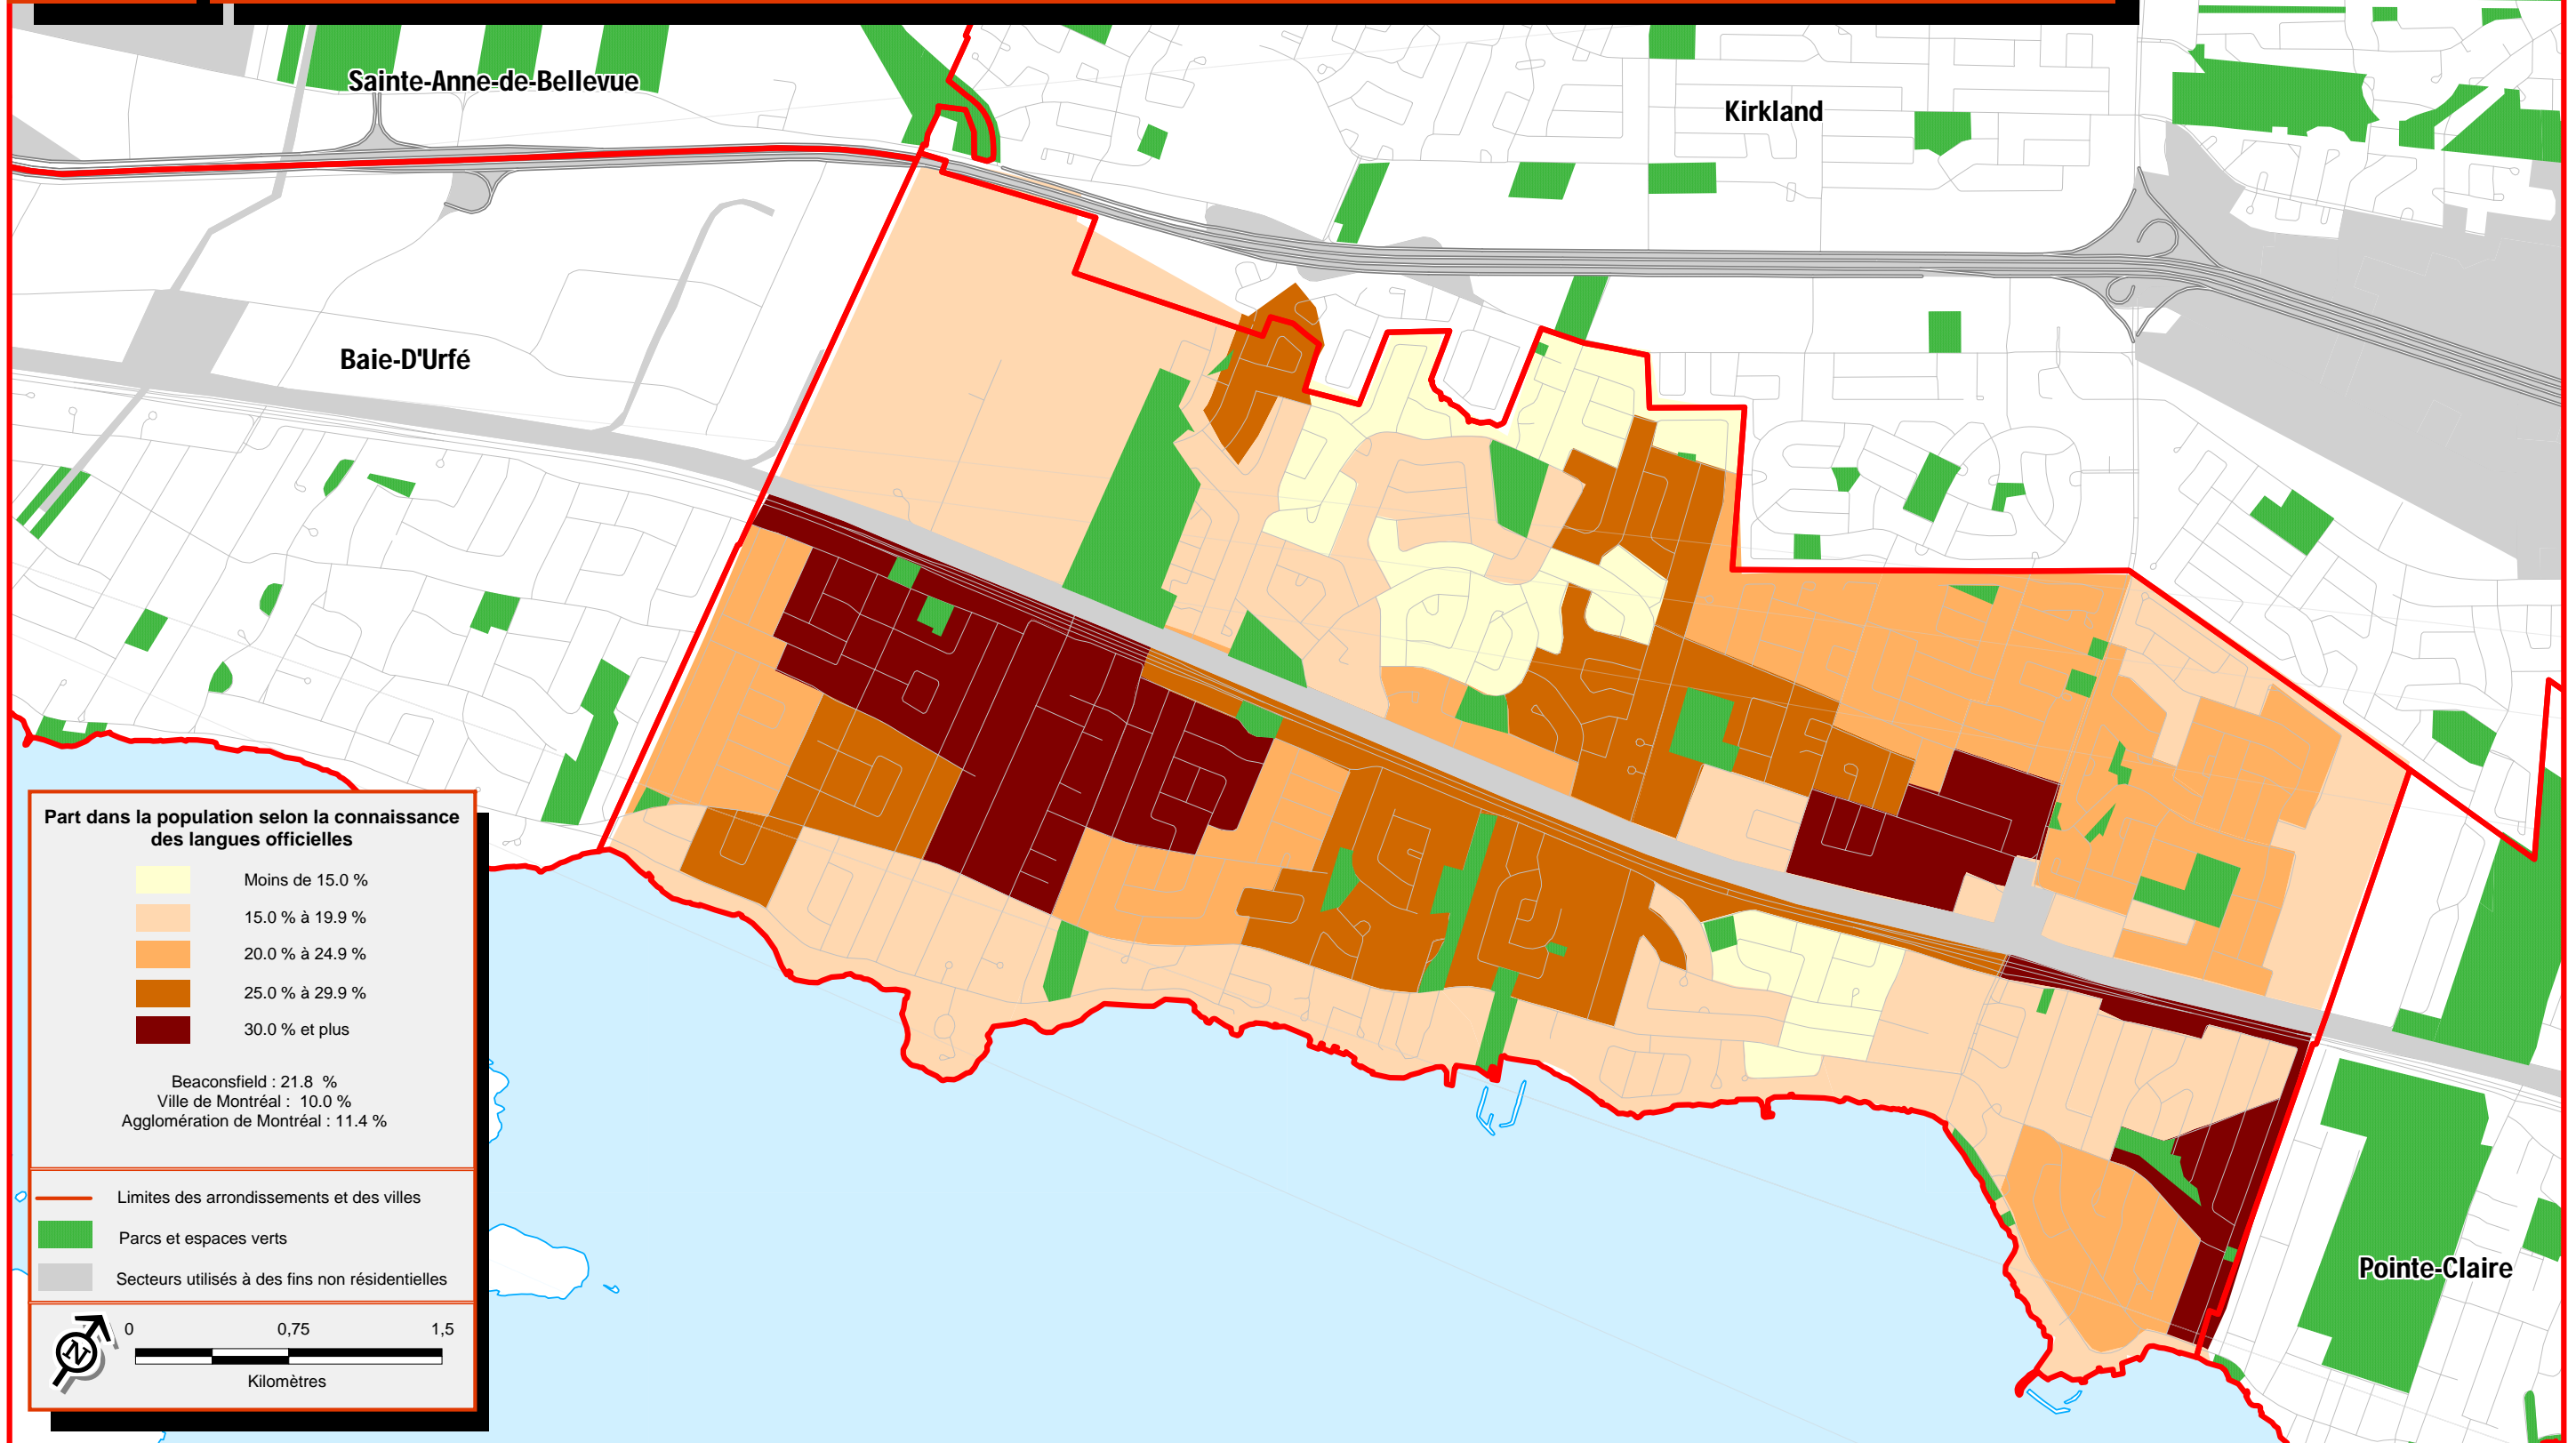 Sainte-Anne-de-Bellevue
Kirkland
Baie-D'Urfé
Pointe-Claire
Part dans la population selon la connaissance
des langues officielles
Moins de 15.0 %
15.0 % à 19.9 %
20.0 % à 24.9 %
25.0 % à 29.9 %
30.0 % et plus
Beaconsfield : 21.8 %
Ville de Montréal : 10.0 %
Agglomération de Montréal : 11.4 %
Limites des arrondissements et des villes
Parcs et espaces verts
Secteurs utilisés à des fins non résidentielles
N
0 0,75 1,5
Kilomètres